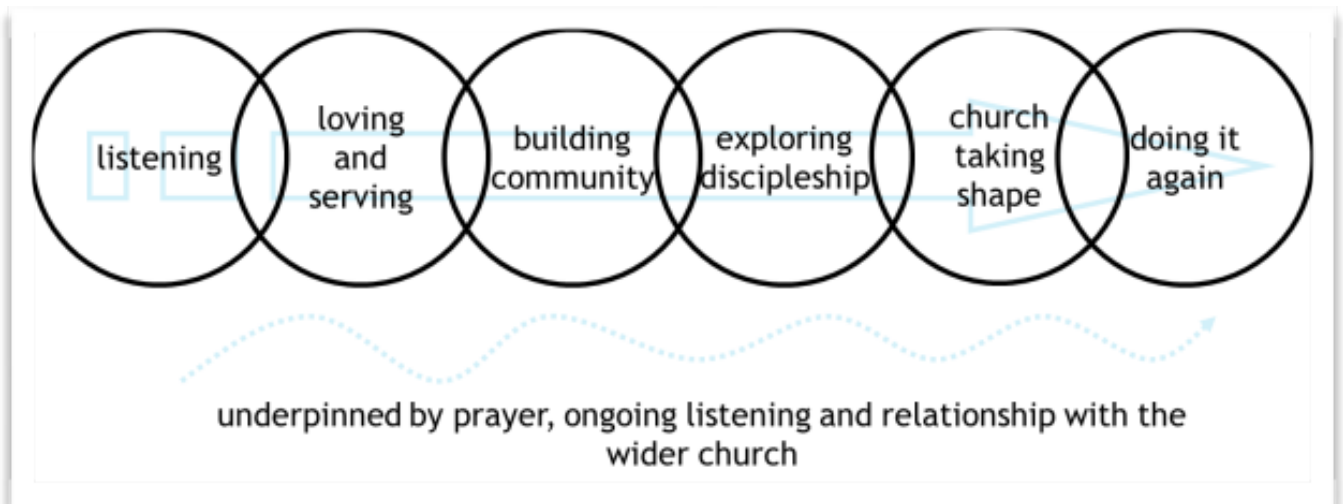 listening
loving
and
serving
building
community
exploring
discipleship
church
taking
shape
doing it
again
underpinned by prayer, ongoing listening and relationship with the
wider church